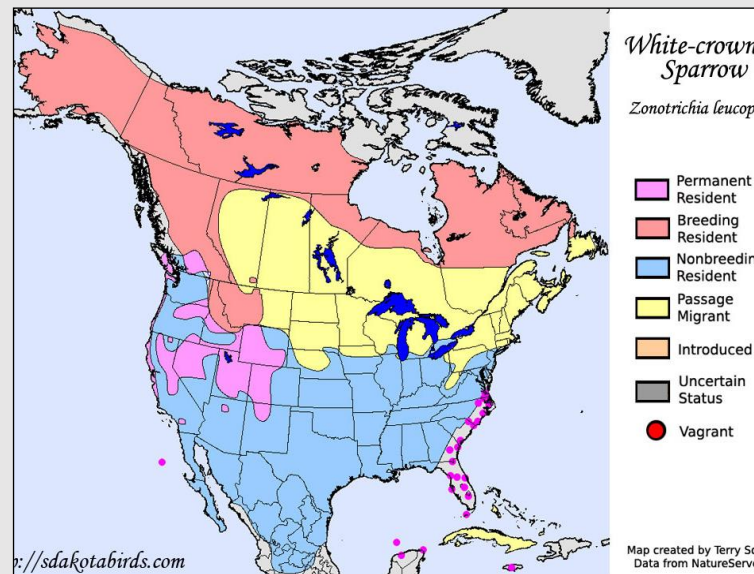 White-crown
Sparrow
Zonotrichia leucop
Permanent
Resident
Breeding
Resident
Nonbreedin
Resident
Passage
Migrant
Introduced
Uncertain
Status
Vagrant
://sdakotabirds.com
Map created by Terry So
Data from NatureServ